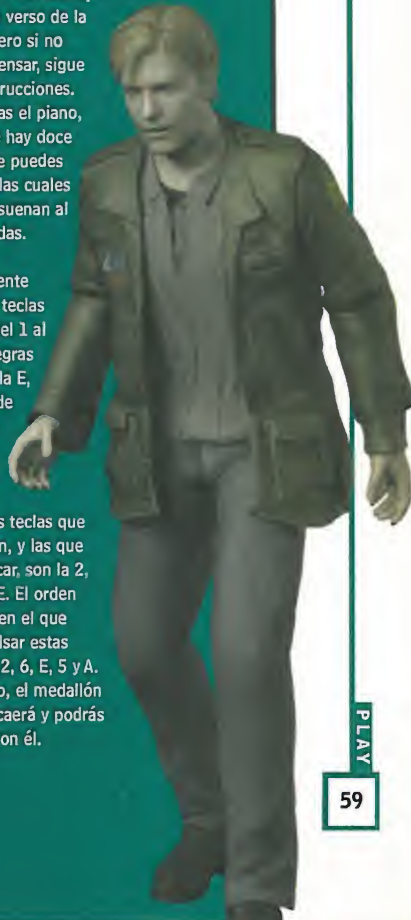 verso de la
ero si no
ensar, sigue
rucciones.
as el piano,
hay doce
e puedes
las cuales
suenan al
das.
ente
teclas
el 1 al
egras
la E,
de
s teclas que
n, y las que
car, son la 2,
E. El orden
en el que
lsar estas
2, 6, E, 5 y A.
o, el medallón
caerá y podrás
on él.
PLAY
59